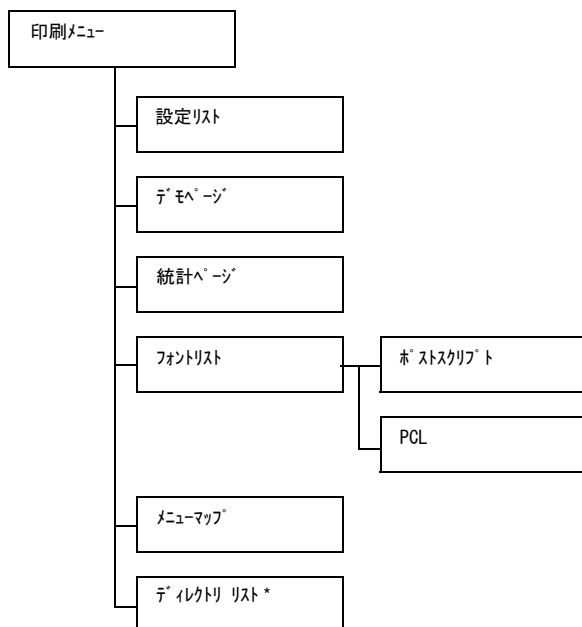 印刷ﾒﾆｭｰ
設定ﾘｽﾄ
ﾃﾞﾓﾍﾟｰｼﾞ
統計ﾍﾟｰｼﾞ
ﾌｫﾝﾄﾘｽﾄ
ﾎﾟｽﾄｽｸﾘﾌﾟﾄ
PCL
ﾒﾆｭｰﾏｯﾌﾟ
ﾃﾞｨﾚｸﾄﾘ ﾘｽﾄ *